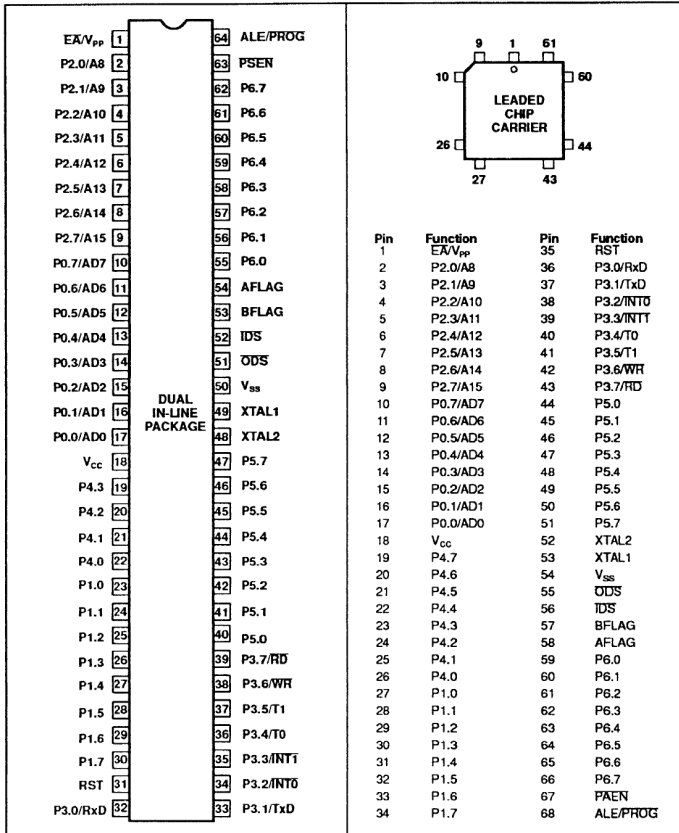 EA/VPP 1 64 ALE/PROG
P2.0/A8 2 63 PSEN
P2.1/A9 3 62 P6.7
P2.2/A10 4 61 P6.6
P2.3/A11 5 60 P6.5
P2.4/A12 6 59 P6.4
P2.5/A13 7 58 P6.3
P2.6/A14 8 57 P6.2
P2.7/A15 9 56 P6.1
P0.7/AD7 10 55 P6.0
P0.6/AD6 11 54 AFLAG
P0.5/AD5 12 53 BFLAG
P0.4/AD4 13 52 IDS
P0.3/AD3 14 51 ODS
P0.2/AD2 15 50 VSS
P0.1/AD1 16 49 XTAL1
P0.0/AD0 17 48 XTAL2
VCC 18 47 P5.7
P4.3 19 46 P5.6
P4.2 20 45 P5.5
P4.1 21 44 P5.4
P4.0 22 43 P5.3
P1.0 23 42 P5.2
P1.1 24 41 P5.1
P1.2 25 40 P5.0
P1.3 26 39 P3.7/RD
P1.4 27 38 P3.6/WR
P1.5 28 37 P3.5/T1
P1.6 29 36 P3.4/T0
P1.7 30 35 P3.3/INT1
RST 31 34 P3.2/INT0
P3.0/RxD 32 33 P3.1/TxD
DUAL
IN-LINE
PACKAGE
9 1 61
10 60
LEADED
CHIP
CARRIER
26 44
27 43
Pin Function Pin Function
1 EA/VPP 35 RST
2 P2.0/A8 36 P3.0/RxD
3 P2.1/A9 37 P3.1/TxD
4 P2.2/A10 38 P3.2/INT0
5 P2.3/A11 39 P3.3/INT1
6 P2.4/A12 40 P3.4/T0
7 P2.5/A13 41 P3.5/T1
8 P2.6/A14 42 P3.6/WR
9 P2.7/A15 43 P3.7/RD
10 P0.7/AD7 44 P5.0
11 P0.6/AD6 45 P5.1
12 P0.5/AD5 46 P5.2
13 P0.4/AD4 47 P5.3
14 P0.3/AD3 48 P5.4
15 P0.2/AD2 49 P5.5
16 P0.1/AD1 50 P5.6
17 P0.0/AD0 51 P5.7
18 VCC 52 XTAL2
19 P4.7 53 XTAL1
20 P4.6 54 VSS
21 P4.5 55 ODS
22 P4.4 56 IDS
23 P4.3 57 BFLAG
24 P4.2 58 AFLAG
25 P4.1 59 P6.0
26 P4.0 60 P6.1
27 P1.0 61 P6.2
28 P1.1 62 P6.3
29 P1.2 63 P6.4
30 P1.3 64 P6.5
31 P1.4 65 P6.6
32 P1.5 66 P6.7
33 P1.6 67 PAEN
34 P1.7 68 ALE/PROG